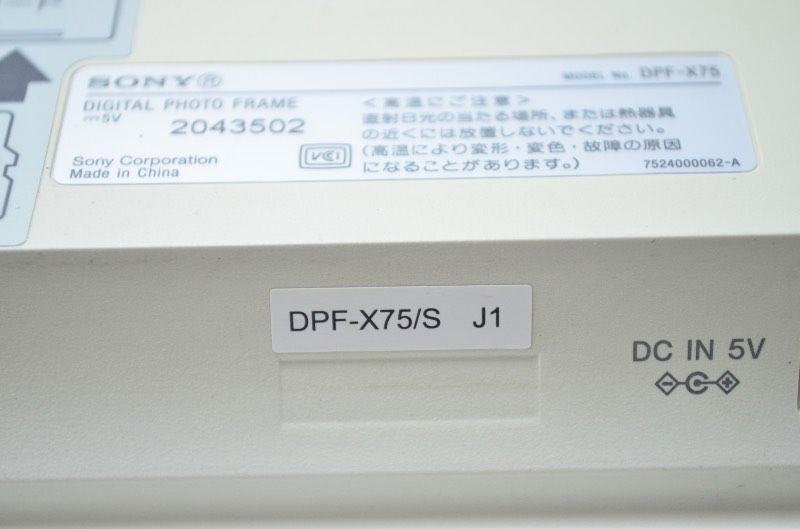 SONY®
MODEL No. DPF-X75
DIGITAL PHOTO FRAME
5V 2043502
Sony Corporation
Made in China
VCCI
<高温にご注意>
直射日光の当たる場所、または熱器具
の近くには放置しないでください。
(高温により変形・変色・故障の原因
になることがあります。)
7524000062-A
DPF-X75/S J1
DC IN 5V